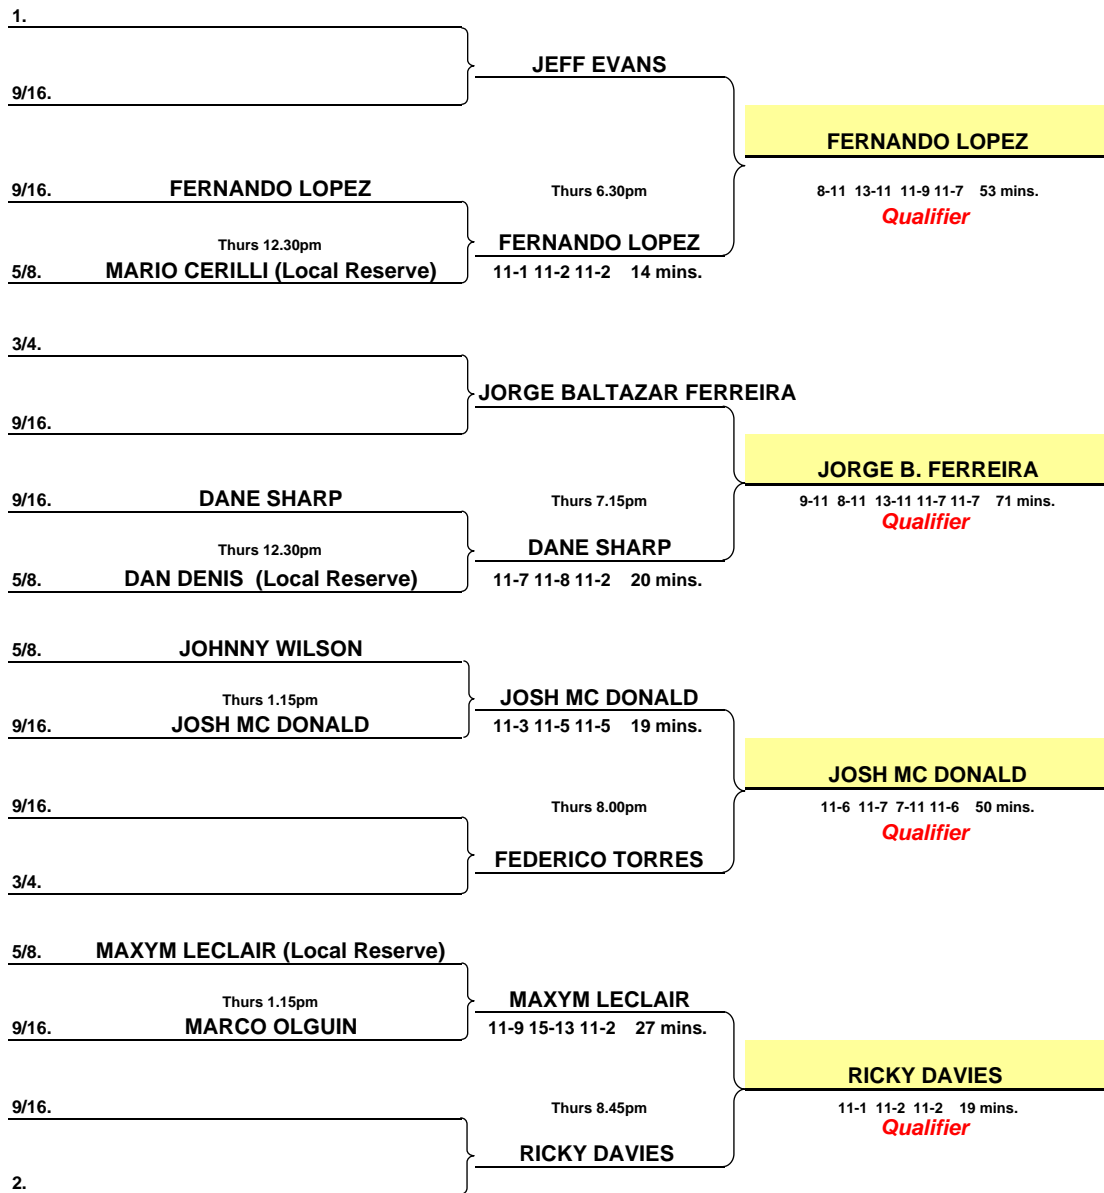 1.
JEFF EVANS
9/16.
FERNANDO LOPEZ
9/16. FERNANDO LOPEZ Thurs 6.30pm 8-11 13-11 11-9 11-7 53 mins.
Qualifier
Thurs 12.30pm FERNANDO LOPEZ
5/8. MARIO CERILLI (Local Reserve) 11-1 11-2 11-2 14 mins.
3/4.
JORGE BALTAZAR FERREIRA
9/16.
JORGE B. FERREIRA
9/16. DANE SHARP Thurs 7.15pm 9-11 8-11 13-11 11-7 11-7 71 mins.
Qualifier
Thurs 12.30pm DANE SHARP
5/8. DAN DENIS (Local Reserve) 11-7 11-8 11-2 20 mins.
5/8. JOHNNY WILSON
Thurs 1.15pm JOSH MC DONALD
9/16. JOSH MC DONALD 11-3 11-5 11-5 19 mins.
JOSH MC DONALD
9/16. Thurs 8.00pm 11-6 11-7 7-11 11-6 50 mins.
Qualifier
FEDERICO TORRES
3/4.
5/8. MAXYM LECLAIR (Local Reserve)
Thurs 1.15pm MAXYM LECLAIR
9/16. MARCO OLGUIN 11-9 15-13 11-2 27 mins.
RICKY DAVIES
9/16. Thurs 8.45pm 11-1 11-2 11-2 19 mins.
Qualifier
RICKY DAVIES
2.